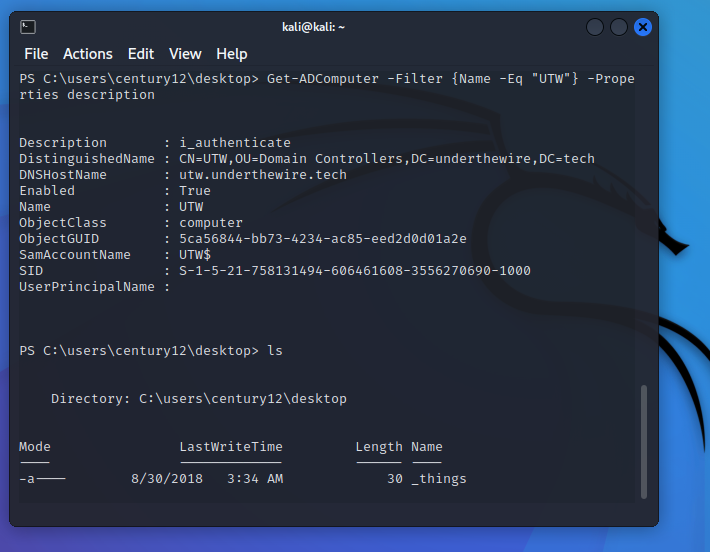 kali@kali: ~
File Actions Edit View Help
PS C:\users\century12\desktop> Get-ADComputer -Filter {Name -Eq "UTW"} -Prope
rties description
Description : i_authenticate
DistinguishedName : CN=UTW,OU=Domain Controllers,DC=underthewire,DC=tech
DNSHostName : utw.underthewire.tech
Enabled : True
Name : UTW
ObjectClass : computer
ObjectGUID : 5ca56844-bb73-4234-ac85-eed2d0d01a2e
SamAccountName : UTW$
SID : S-1-5-21-758131494-606461608-3556270690-1000
UserPrincipalName :
PS C:\users\century12\desktop> ls
Directory: C:\users\century12\desktop
Mode LastWriteTime Length Name
---- ------------- ------ ----
-a---- 8/30/2018 3:34 AM 30 _things